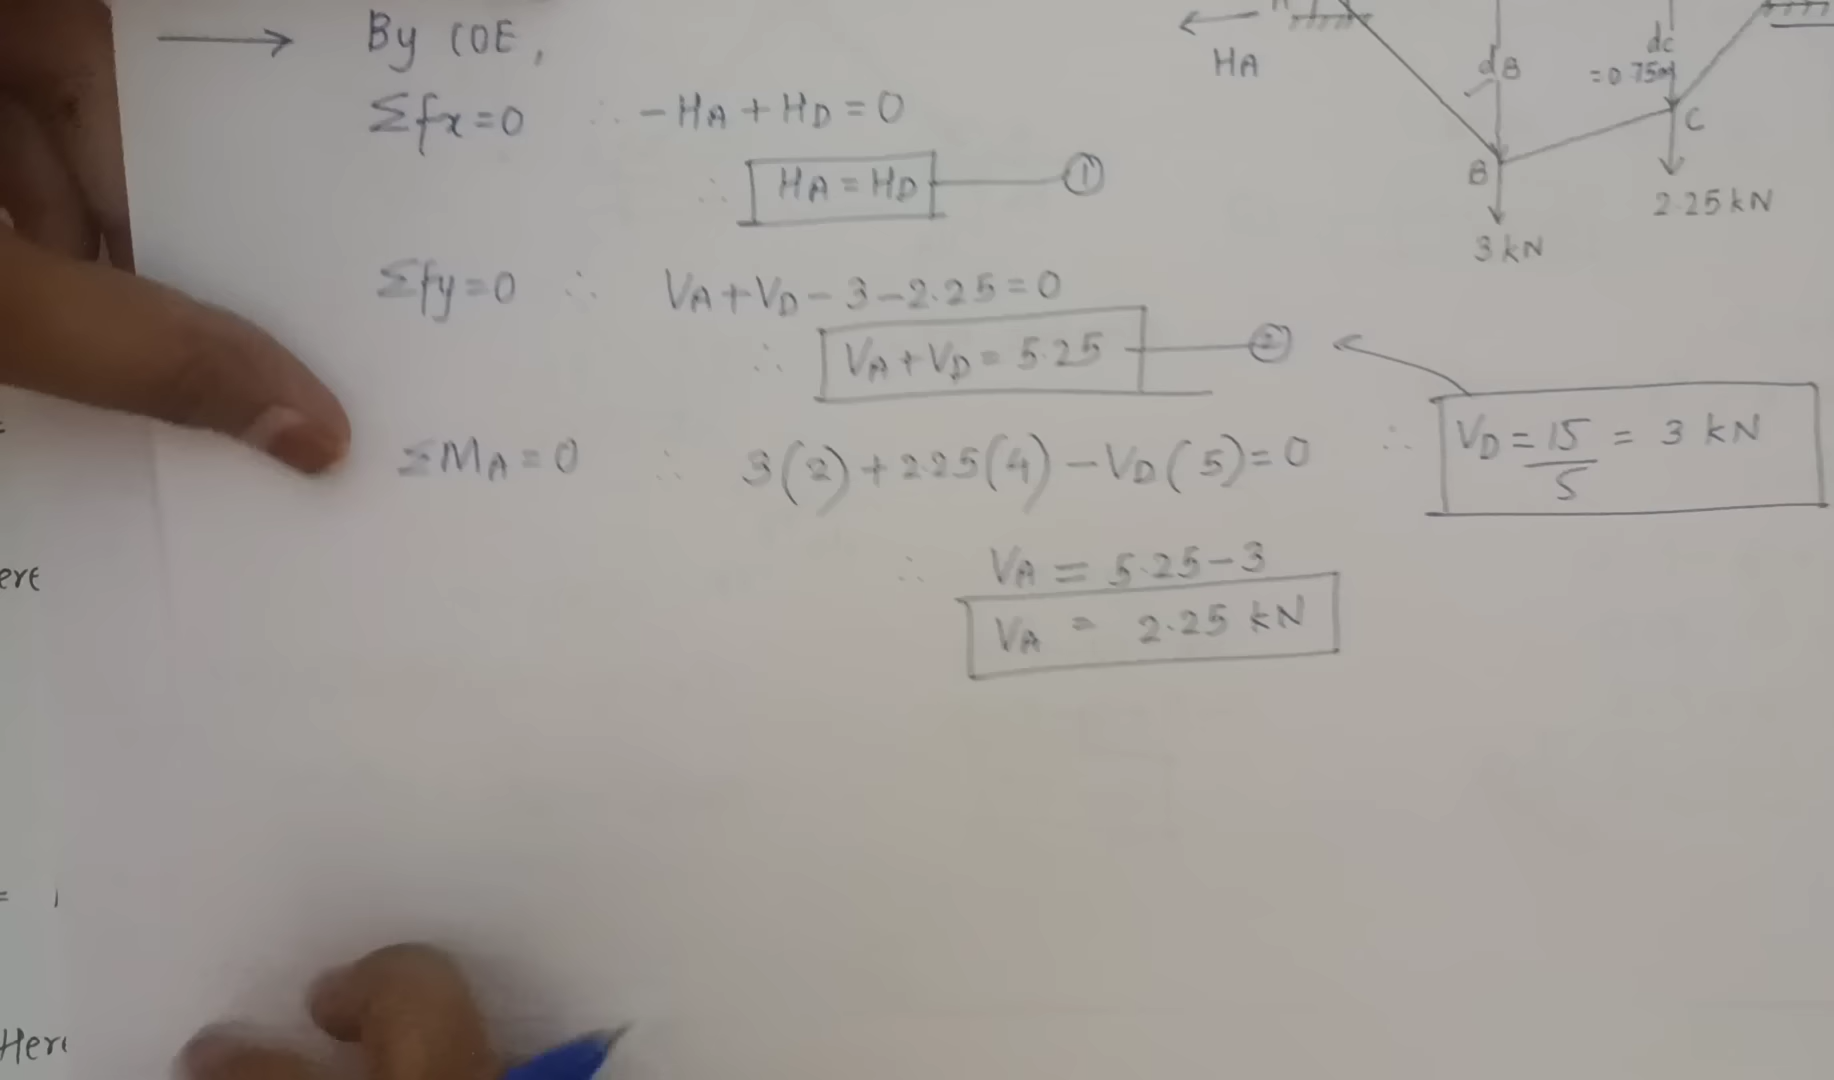 By COE,
Σfx=0 ∴ -HA + HD = 0
∴ HA = HD ①
Σfy=0 ∴ VA+VD-3-2.25=0
∴ VA+VD = 5.25 ②
ΣMA=0 ∴ 3(2)+2.25(4)-VD(5)=0 ∴ VD = 15/5 = 3 kN
∴ VA = 5.25-3
VA = 2.25 kN
HA
dB
dc
=0.75m
B
C
3 kN
2.25 kN
ere
=
Here